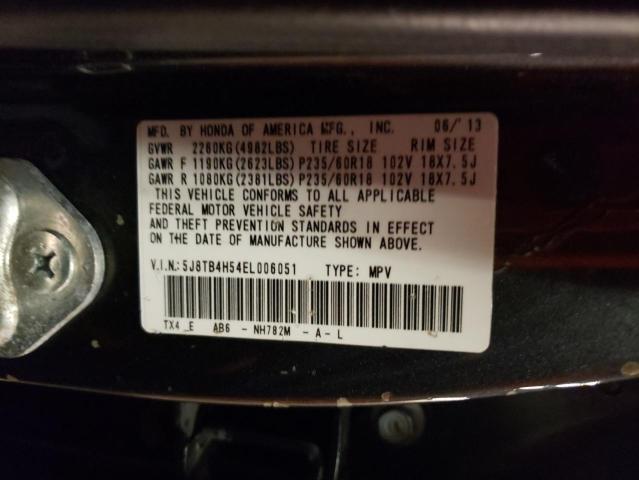 MFD. BY HONDA OF AMERICA MFG., INC. 06/'13
GVWR 2260KG(4982LBS) TIRE SIZE RIM SIZE
GAWR F 1190KG(2623LBS) P235/60R18 102V 18X7.5J
GAWR R 1080KG(2381LBS) P235/60R18 102V 18X7.5J
THIS VEHICLE CONFORMS TO ALL APPLICABLE
FEDERAL MOTOR VEHICLE SAFETY
AND THEFT PREVENTION STANDARDS IN EFFECT
ON THE DATE OF MANUFACTURE SHOWN ABOVE.
V.I.N.:5J8TB4H54EL006051 TYPE: MPV
TX4 E AB6 - NH782M - A - L